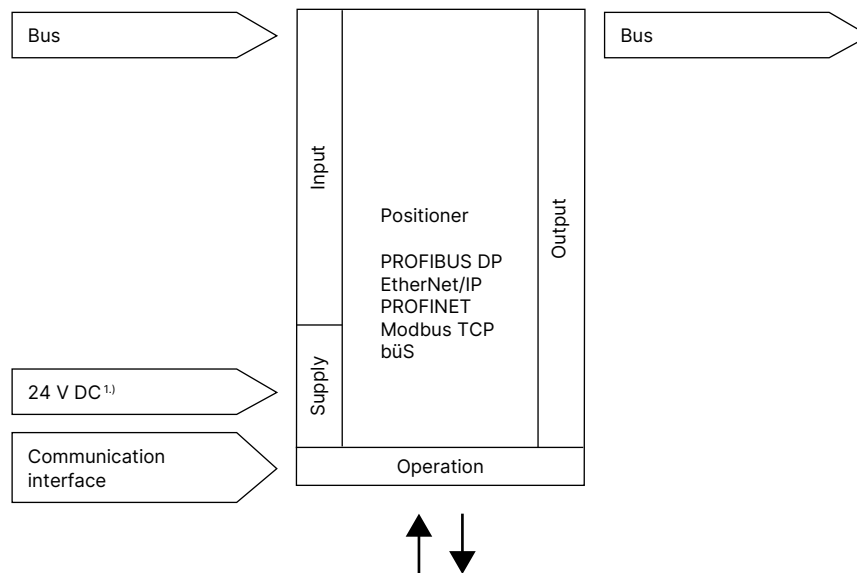 Bus
Bus
Input
Output
Positioner
PROFIBUS DP
EtherNet/IP
PROFINET
Modbus TCP
büS
Supply
24 V DC 1.)
Communication
interface
Operation